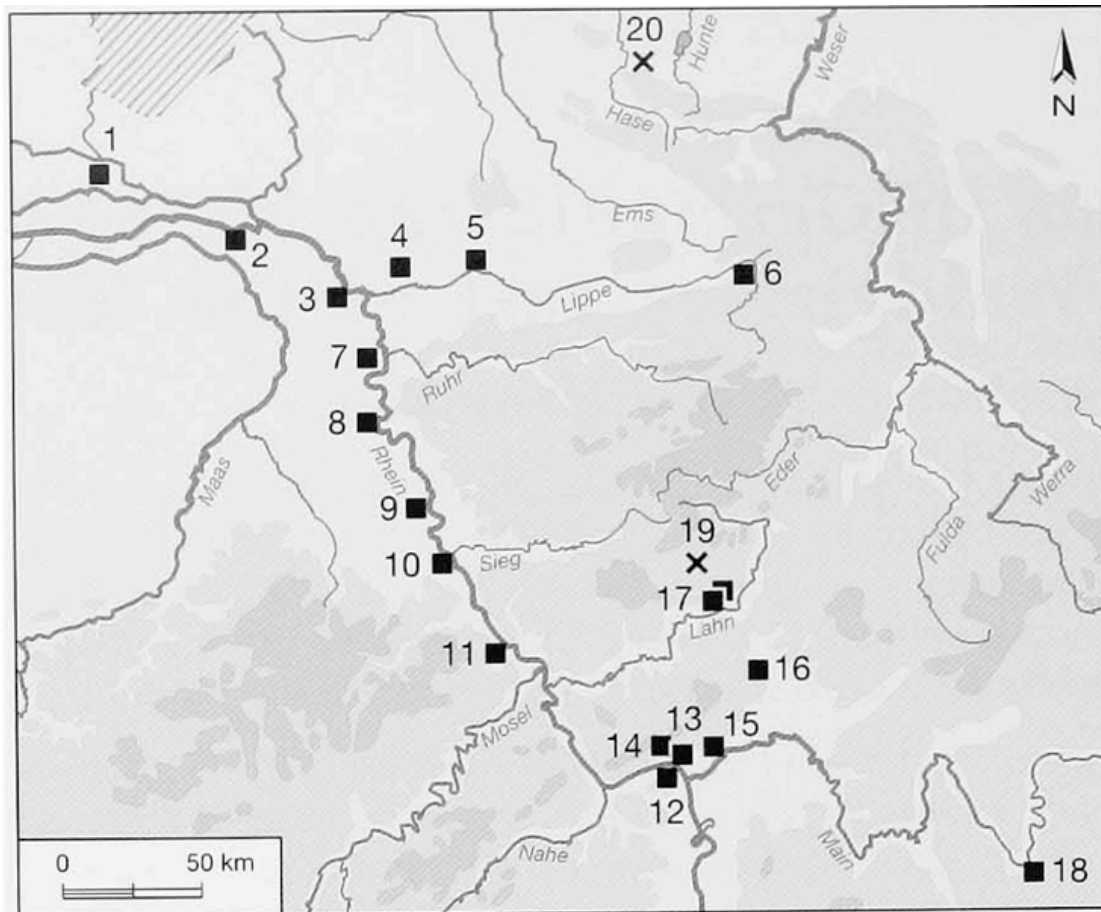 20
Hunte
Weser
N
Hase
1
Ems
2
4
5
6
3
Lippe
7
Ruhr
8
Maas
Rhein
Eder
Werra
9
Fulda
10
Sieg
19
17
Lahn
11
16
Mosel
13
14
15
12
Nahe
Main
18
0
50 km